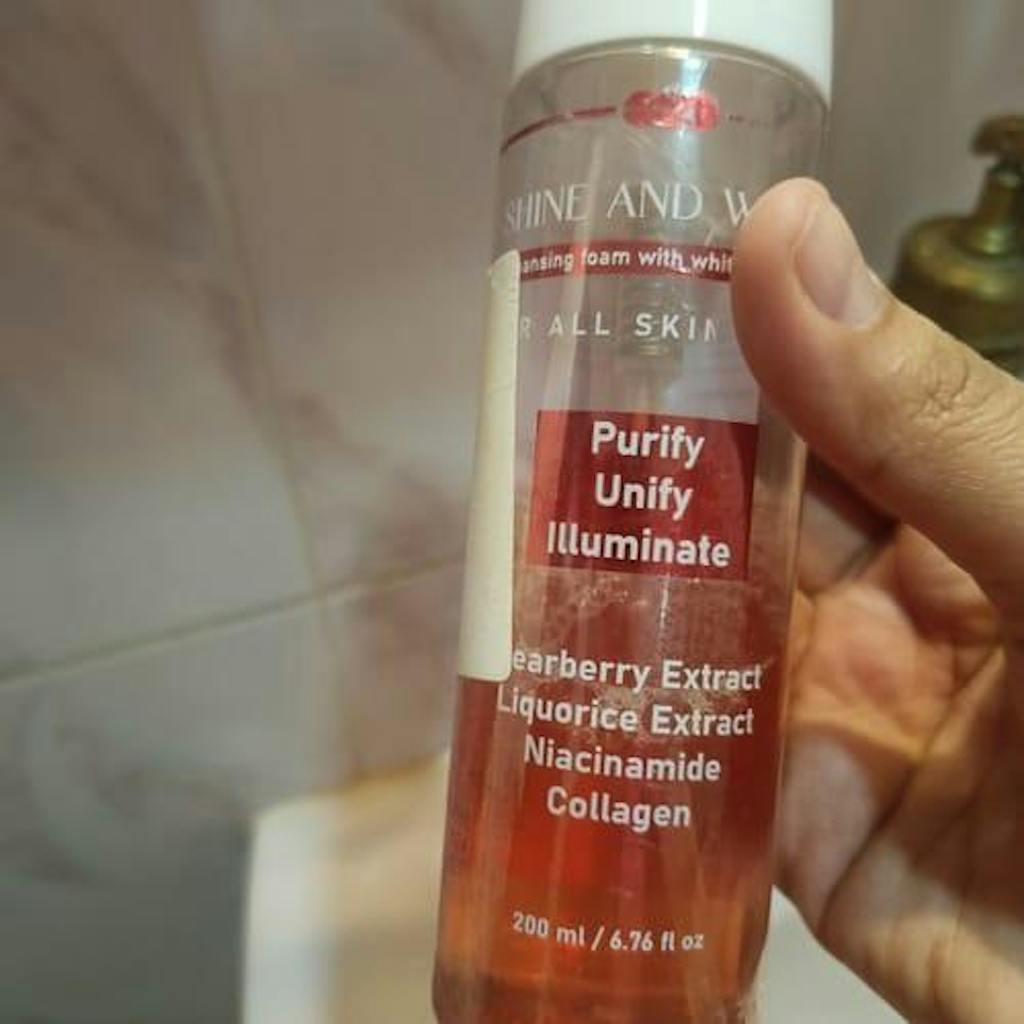 SHINE AND W
ansing foam with whit
R ALL SKIN
Purify
Unify
Illuminate
earberry Extract
Liquorice Extract
Niacinamide
Collagen
200 ml / 6.76 fl oz